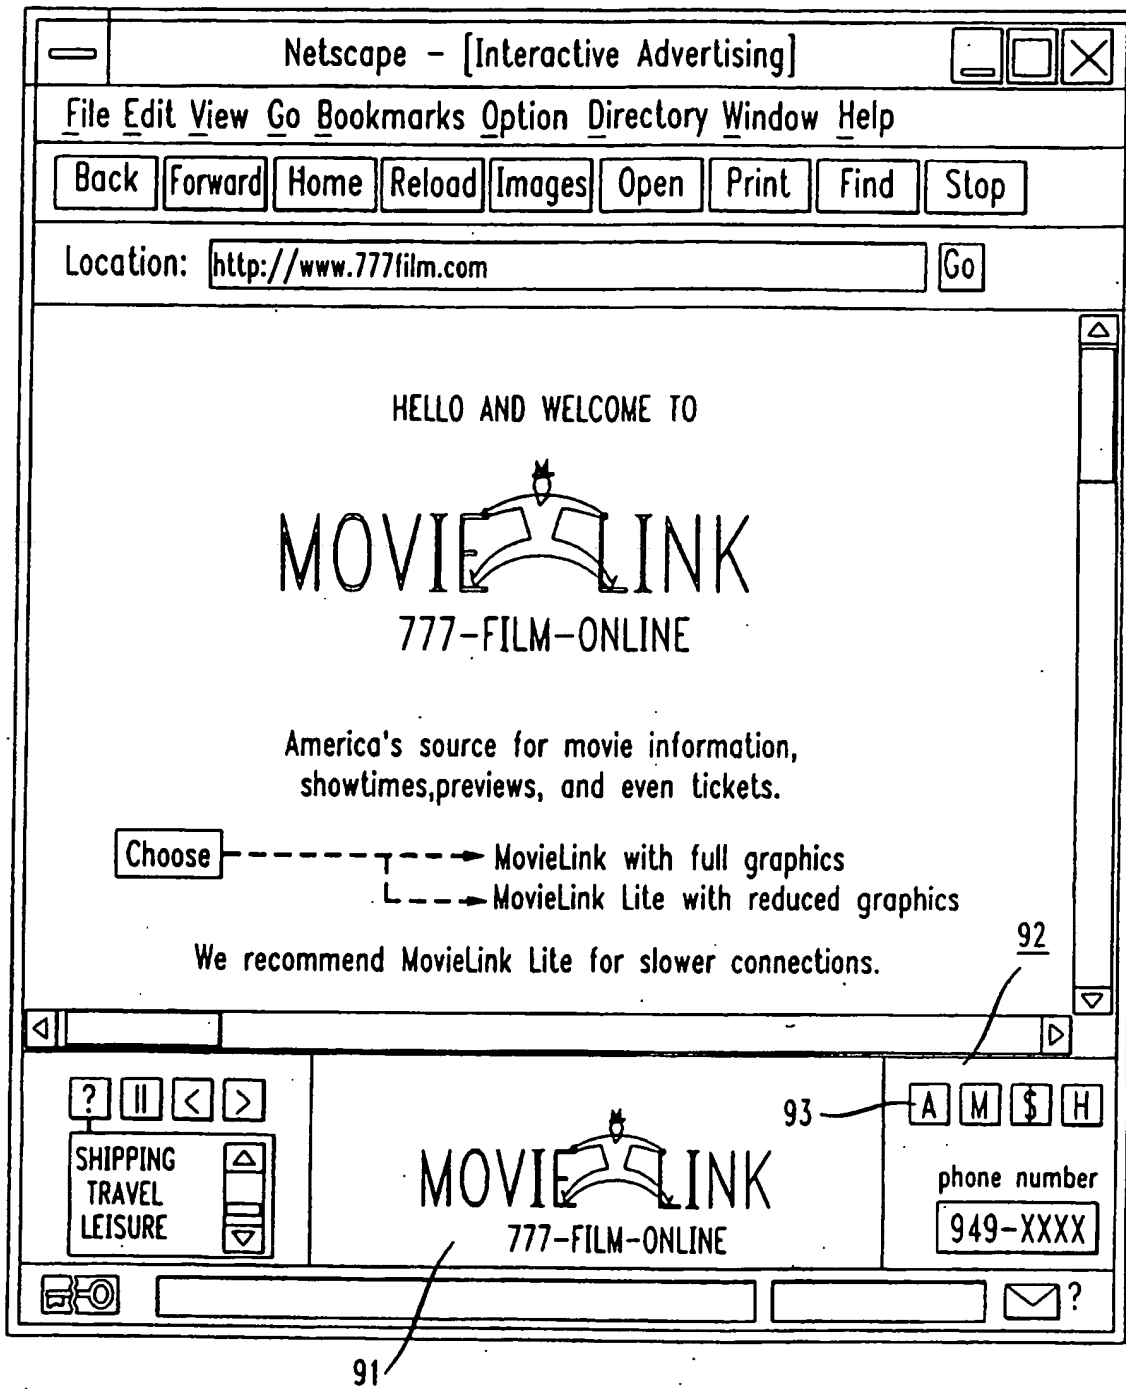 Netscape – [Interactive Advertising]
File Edit View Go Bookmarks Option Directory Window Help
Back Forward Home Reload Images Open Print Find Stop
Location: http://www.777film.com Go
HELLO AND WELCOME TO
MOVIELINK
777-FILM-ONLINE
America's source for movie information,
showtimes,previews, and even tickets.
Choose MovieLink with full graphics
MovieLink Lite with reduced graphics
We recommend MovieLink Lite for slower connections.
92
? || < >
SHIPPING
TRAVEL
LEISURE
MOVIELINK
777-FILM-ONLINE
93
A M $ H
phone number
949-XXXX
?
91